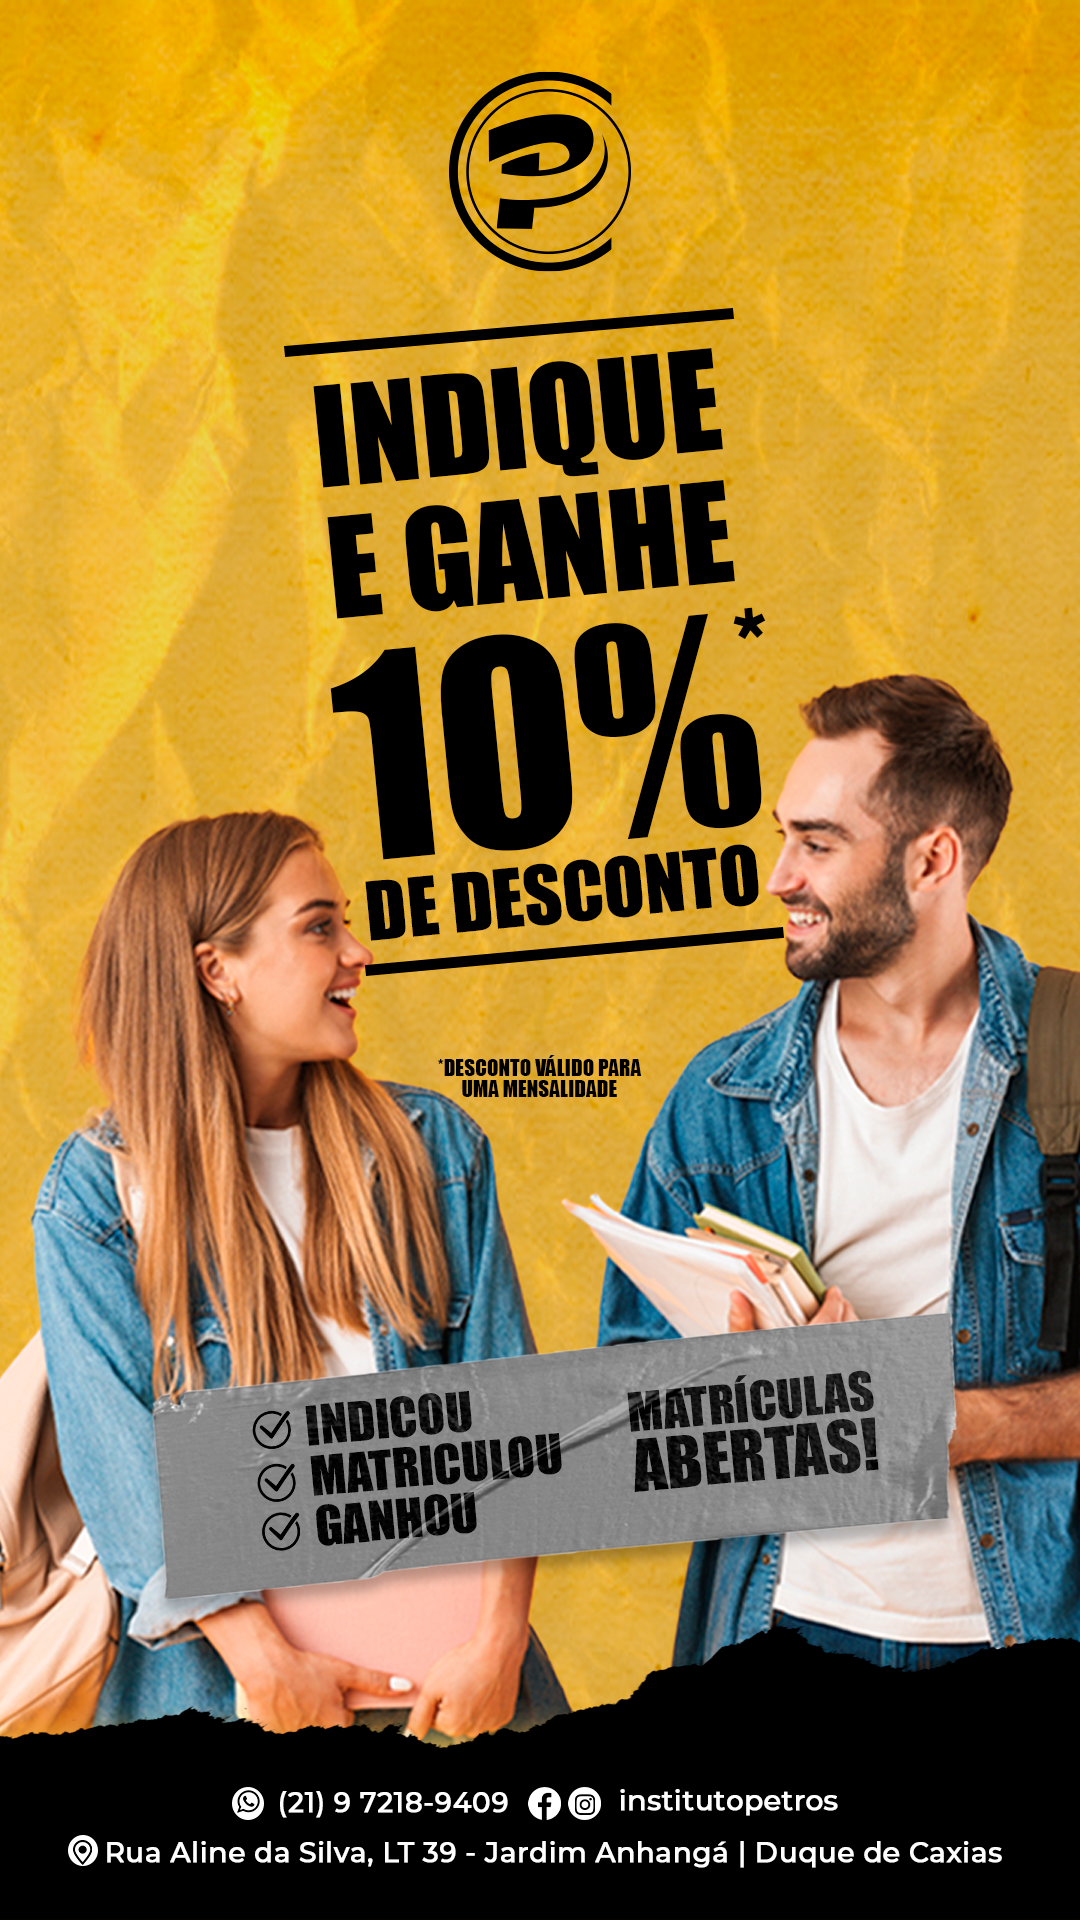 P
INDIQUE
E GANHE
10%*
DE DESCONTO
*DESCONTO VÁLIDO PARA
UMA MENSALIDADE
INDICOU
MATRICULOU
GANHOU
MATRÍCULAS
ABERTAS!
(21) 9 7218-9409 institutopetros
Rua Aline da Silva, LT 39 - Jardim Anhangá | Duque de Caxias